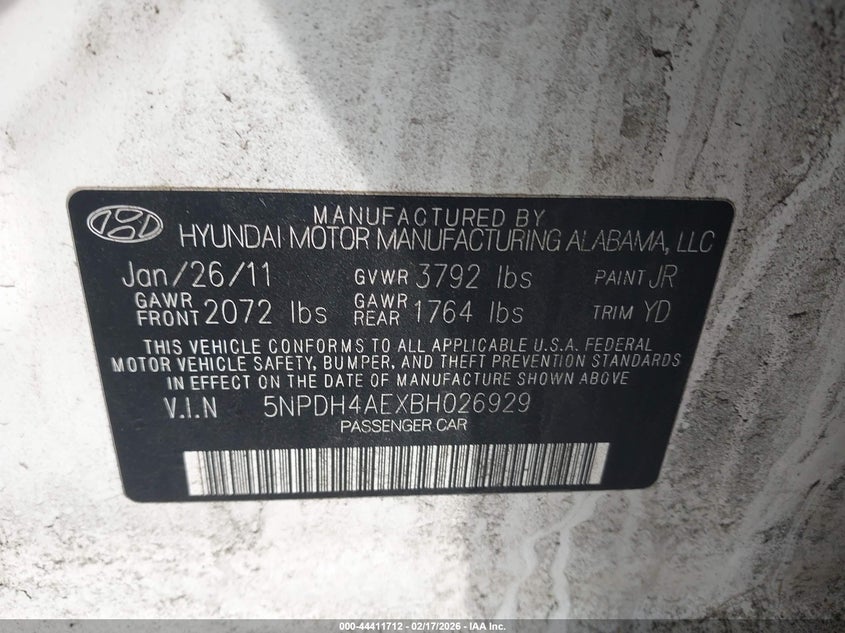 MANUFACTURED BY
HYUNDAI MOTOR MANUFACTURING ALABAMA, LLC
Jan/26/11 GVWR 3792 lbs PAINT JR
GAWR FRONT 2072 lbs GAWR REAR 1764 lbs TRIM YD
THIS VEHICLE CONFORMS TO ALL APPLICABLE U.S.A. FEDERAL
MOTOR VEHICLE SAFETY, BUMPER, AND THEFT PREVENTION STANDARDS
IN EFFECT ON THE DATE OF MANUFACTURE SHOWN ABOVE
V.I.N 5NPDH4AEXBH026929
PASSENGER CAR
000-44411712 - 02/17/2026 - IAA Inc.